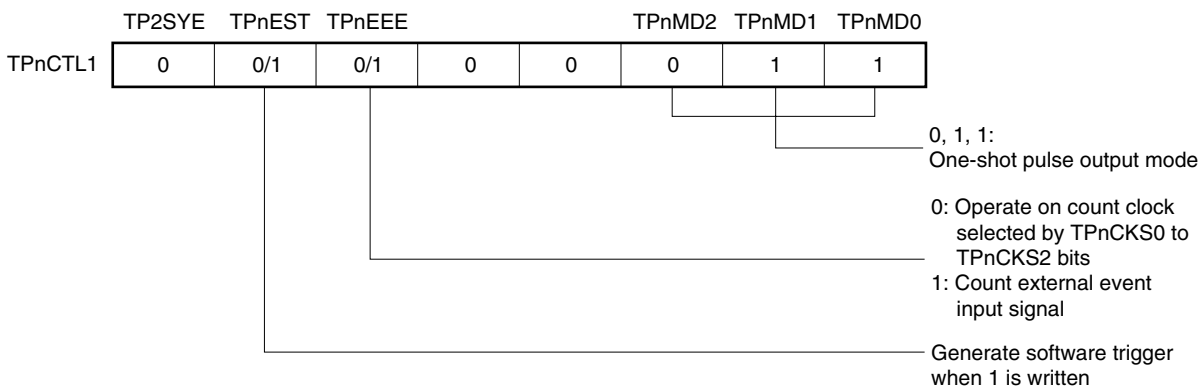 TP2SYE TPnEST TPnEEE TPnMD2 TPnMD1 TPnMD0
TPnCTL1 0 0/1 0/1 0 0 0 1 1
0, 1, 1:
One-shot pulse output mode
0: Operate on count clock
selected by TPnCKS0 to
TPnCKS2 bits
1: Count external event
input signal
Generate software trigger
when 1 is written